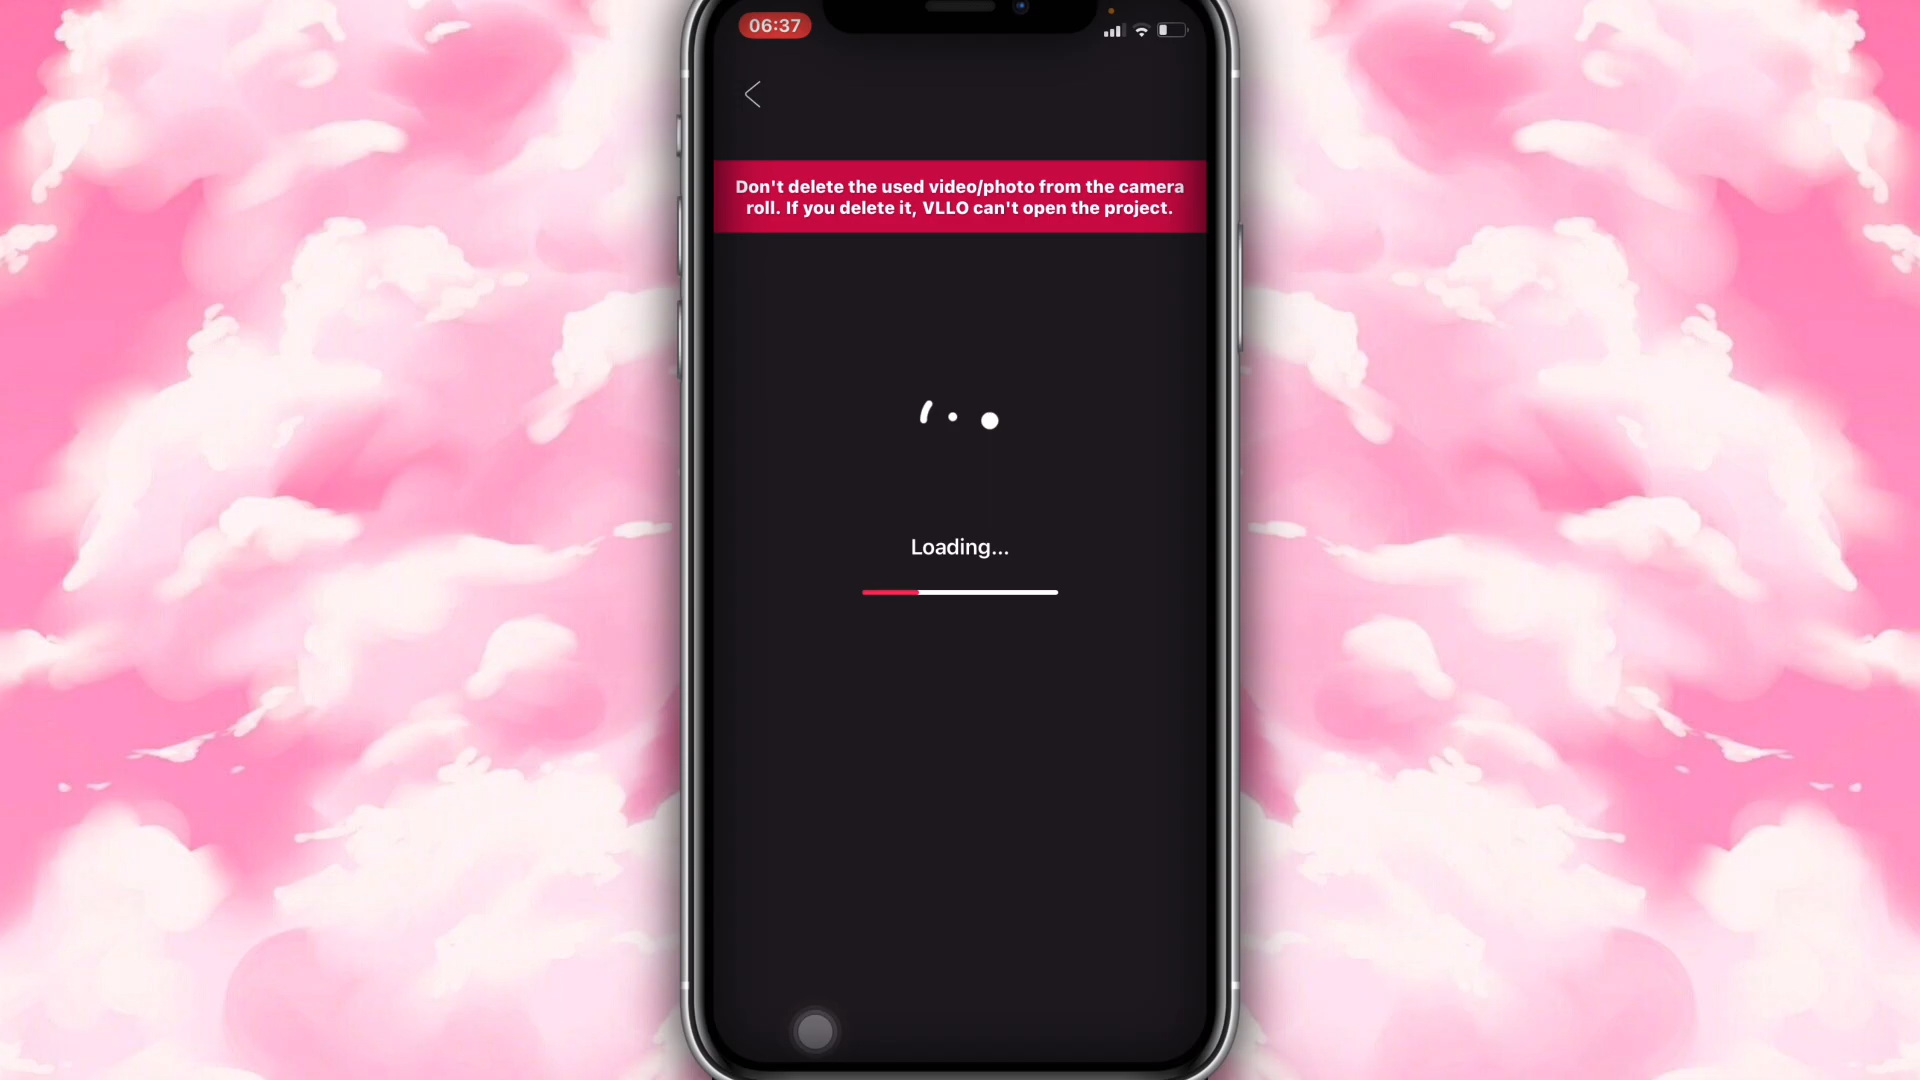 06:37
Don't delete the used video/photo from the camera
roll. If you delete it, VLLO can't open the project.
Loading...